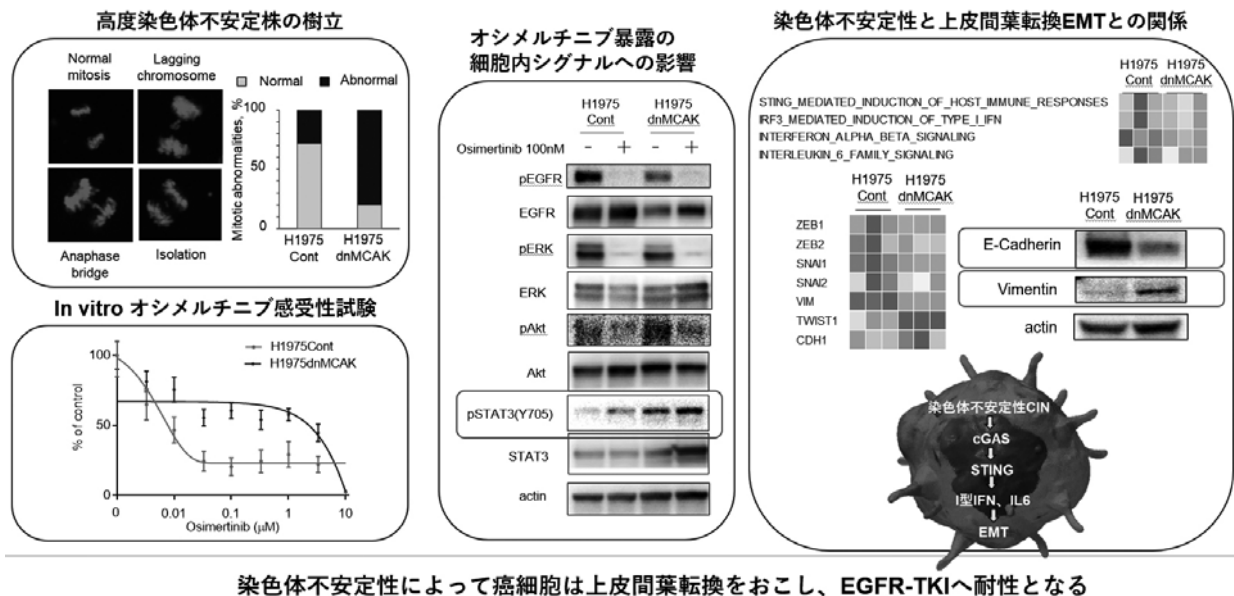 高度染色体不安定株の樹立
Normal mitosis
Lagging chromosome
Anaphase bridge
Isolation
Normal Abnormal
Mitotic abnormalities, %
100
50
0
H1975 Cont
H1975 dnMCAK
In vitro オシメルチニブ感受性試験
H1975Cont
H1975dnMCAK
% of control
100
50
0
0 0.01 0.1 1 10
Osimertinib (μM)
オシメルチニブ暴露の
細胞内シグナルへの影響
H1975 Cont
H1975 dnMCAK
Osimertinib 100nM - + - +
pEGFR
EGFR
pERK
ERK
pAkt
Akt
pSTAT3(Y705)
STAT3
actin
染色体不安定性と上皮間葉転換EMTとの関係
H1975 Cont
H1975 dnMCAK
STING_MEDIATED_INDUCTION_OF_HOST_IMMUNE_RESPONSES
IRF3_MEDIATED_INDUCTION_OF_TYPE_I_IFN
INTERFERON_ALPHA_BETA_SIGNALING
INTERLEUKIN_6_FAMILY_SIGNALING
H1975 Cont
H1975 dnMCAK
ZEB1
ZEB2
SNAI1
SNAI2
VIM
TWIST1
CDH1
H1975 Cont
H1975 dnMCAK
E-Cadherin
Vimentin
actin
染色体不安定性CIN
cGAS
STING
I型IFN、IL6
EMT
染色体不安定性によって癌細胞は上皮間葉転換をおこし、EGFR-TKIへ耐性となる